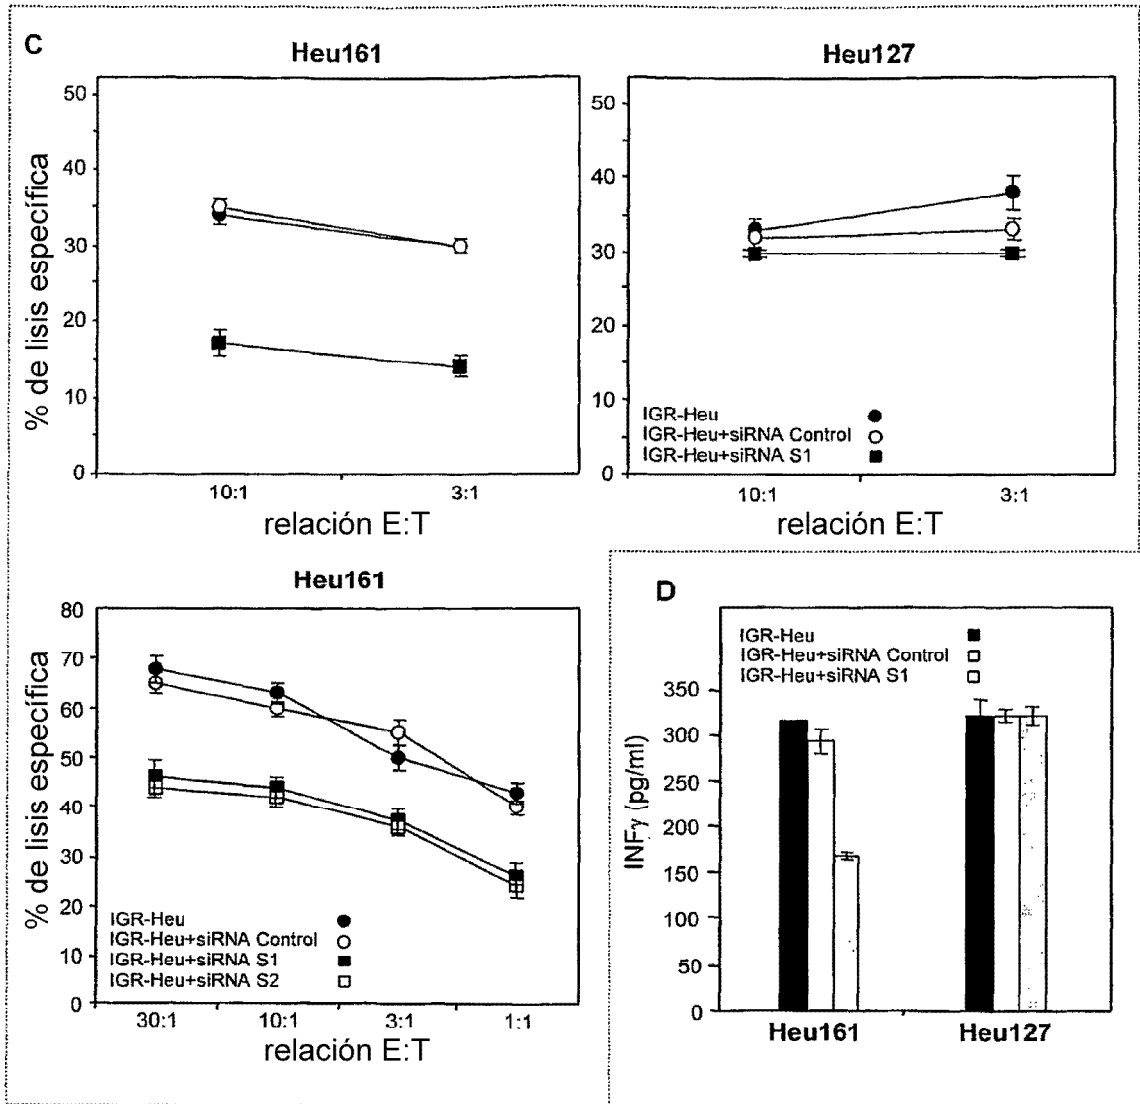 C
Heu161
% de lisis específica
50
40
30
20
10
0
10:1
3:1
relación E:T
Heu127
50
40
30
20
10
0
IGR-Heu
IGR-Heu+siRNA Control
IGR-Heu+siRNA S1
10:1
3:1
relación E:T
Heu161
% de lisis específica
80
70
60
50
40
30
20
10
0
IGR-Heu
IGR-Heu+siRNA Control
IGR-Heu+siRNA S1
IGR-Heu+siRNA S2
30:1
10:1
3:1
1:1
relación E:T
D
IGR-Heu
IGR-Heu+siRNA Control
IGR-Heu+siRNA S1
INFγ (pg/ml)
350
300
250
200
150
100
50
0
Heu161
Heu127